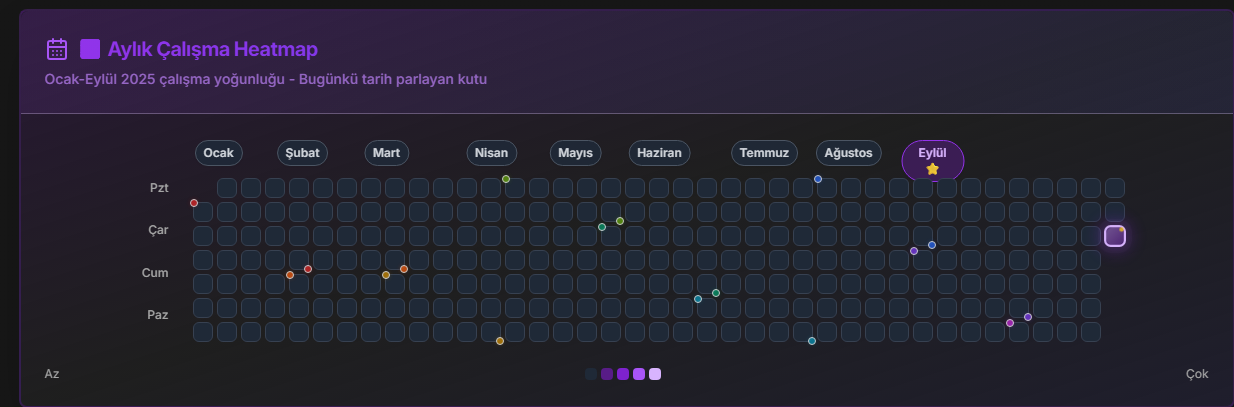 Aylık Çalışma Heatmap
Ocak-Eylül 2025 çalışma yoğunluğu - Bugünkü tarih parlayan kutu
Ocak Şubat Mart Nisan Mayıs Haziran Temmuz Ağustos Eylül
Pzt
Çar
Cum
Paz
Az Çok